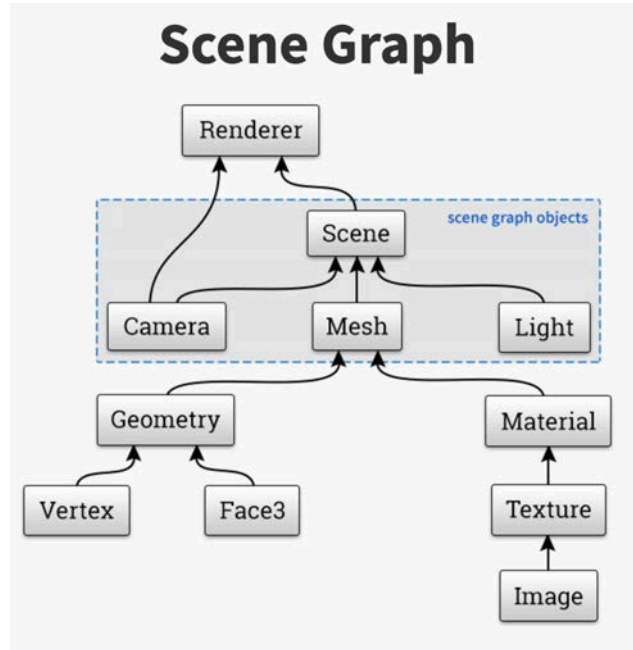 Scene Graph
Renderer
scene graph objects
Scene
Camera
Mesh
Light
Geometry
Material
Vertex
Face3
Texture
Image